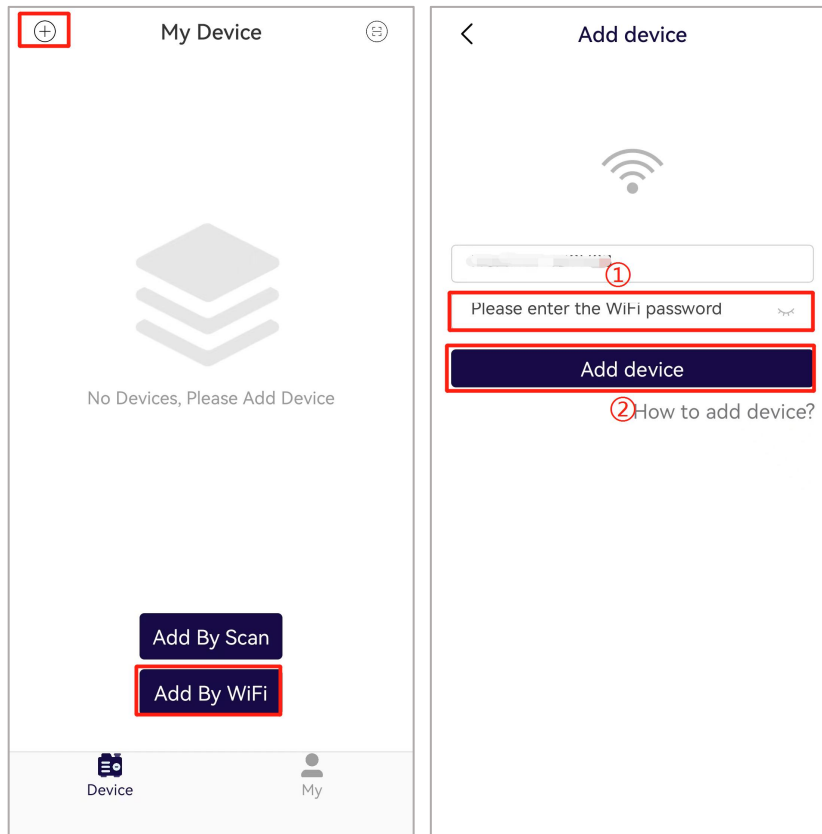 My Device
No Devices, Please Add Device
Add By Scan
Add By WiFi
Device
My
Add device
①
Please enter the WiFi password
Add device
②How to add device?